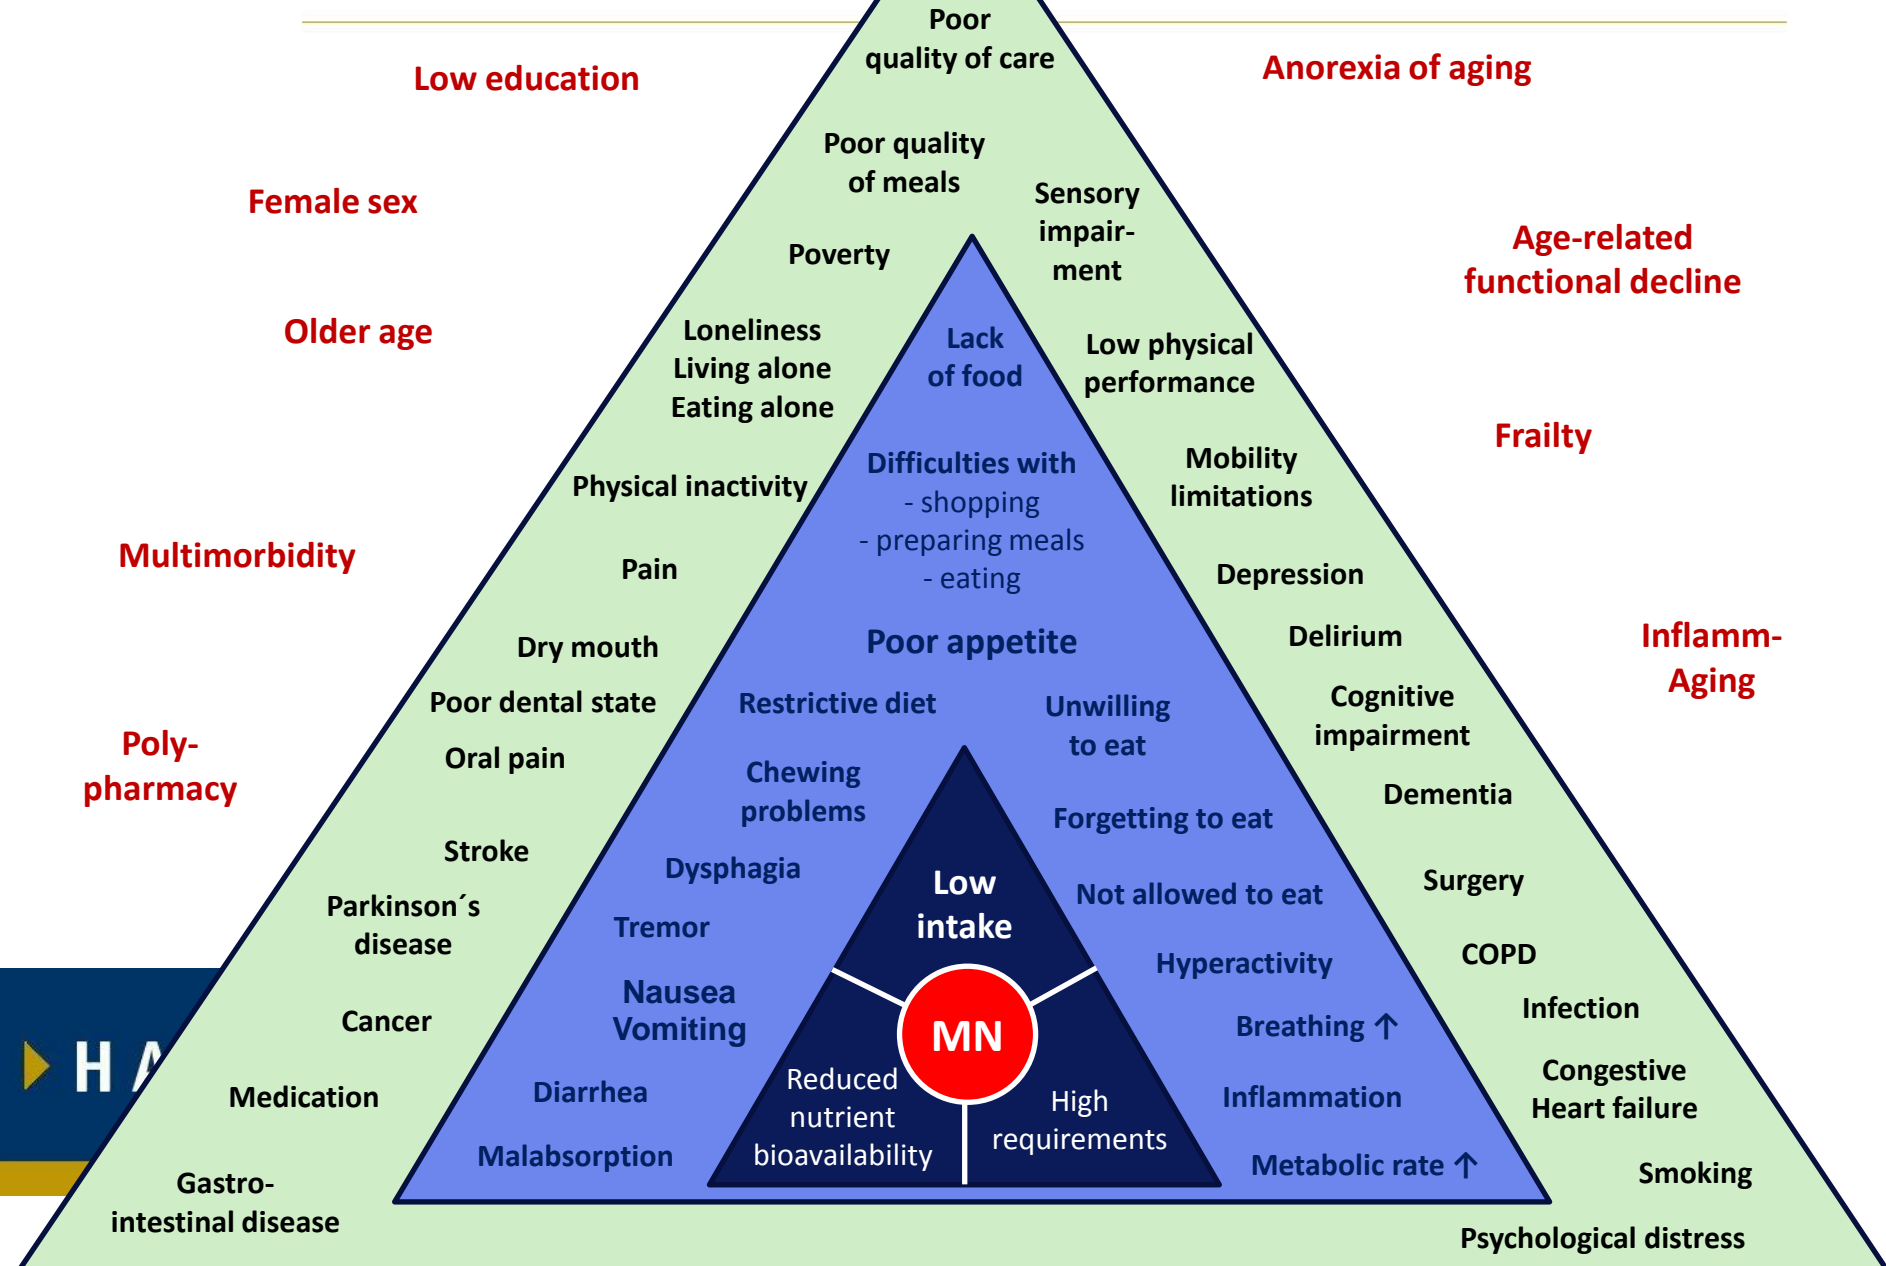 Poor
quality of care
Low education
Anorexia of aging
Poor quality
of meals
Sensory
impair-
ment
Female sex
Age-related
functional decline
Poverty
Older age
Loneliness
Living alone
Eating alone
Lack
of food
Low physical
performance
Frailty
Difficulties with
- shopping
- preparing meals
- eating
Mobility
limitations
Physical inactivity
Multimorbidity
Pain
Depression
Dry mouth
Poor appetite
Delirium
Inflamm-
Aging
Poor dental state
Restrictive diet
Unwilling
to eat
Cognitive
impairment
Poly-
pharmacy
Oral pain
Chewing
problems
Dementia
Forgetting to eat
Stroke
Dysphagia
Low
intake
Not allowed to eat
Surgery
Parkinson´s
disease
Tremor
Hyperactivity
COPD
Nausea
Vomiting
MN
Breathing ↑
Infection
Cancer
HA
Medication
Diarrhea
Reduced
nutrient
bioavailability
High
requirements
Inflammation
Congestive
Heart failure
Malabsorption
Metabolic rate ↑
Smoking
Gastro-
intestinal disease
Psychological distress